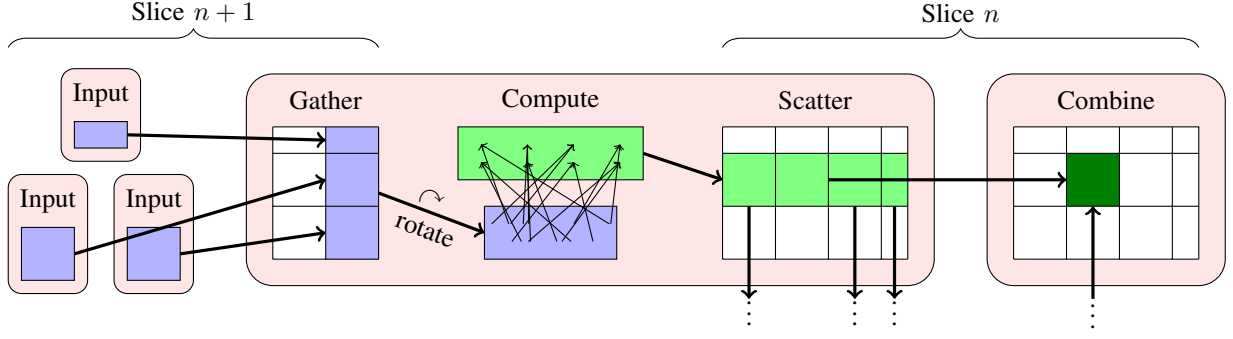 Slice n + 1
Slice n
Input
Gather
Compute
Scatter
Combine
Input
Input
rotate